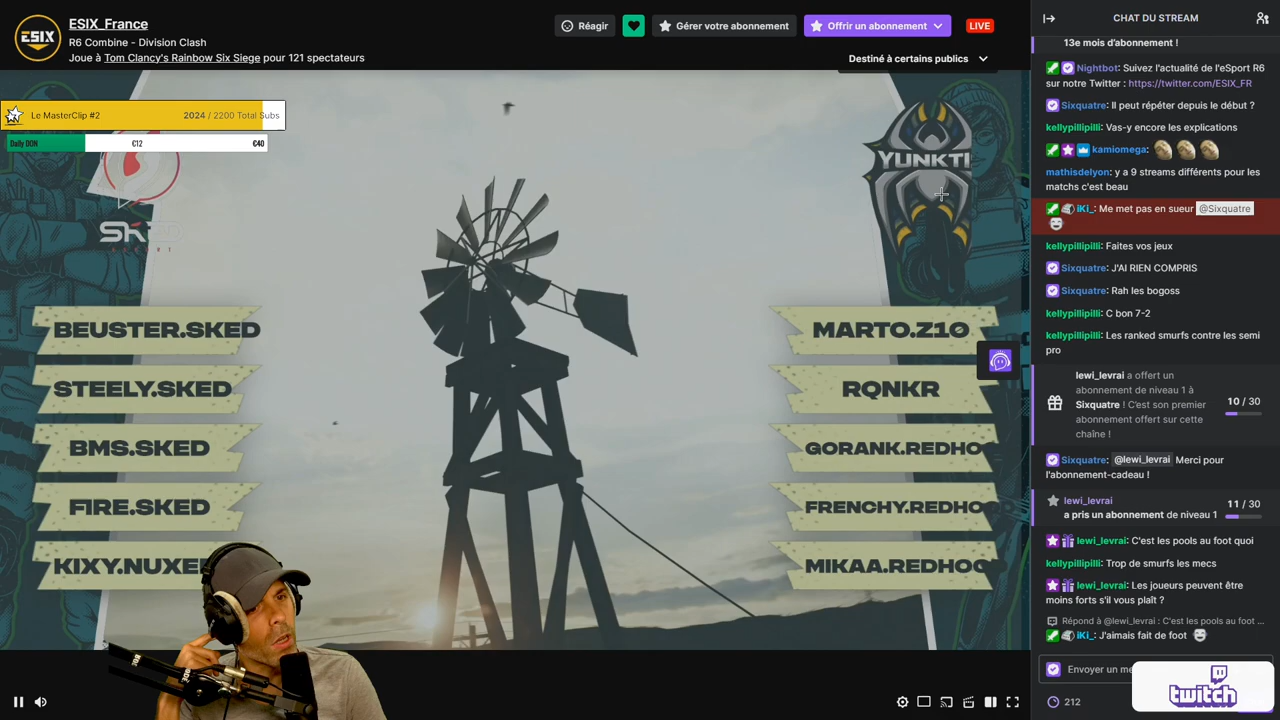 ESIX
ESIX_France
R6 Combine - Division Clash
Joue à Tom Clancy's Rainbow Six Siege pour 121 spectateurs
Réagir
Gérer votre abonnement
Offrir un abonnement
LIVE
Destiné à certains publics
Le MasterClip #2
2024 / 2200 Total Subs
Daily DON
€12
€40
YUNKTI
BEUSTER.SKED
STEELY.SKED
BMS.SKED
FIRE.SKED
KIXY.NUXE
MARTO.Z10
RQNKR
GORANK.REDHO
FRENCHY.REDHO
MIKAA.REDHOO
CHAT DU STREAM
13e mois d'abonnement !
Nightbot: Suivez l'actualité de l'eSport R6
sur notre Twitter : https://twitter.com/ESIX_FR
Sixquatre: Il peut répéter depuis le début ?
kellypillipilli: Vas-y encore les explications
kamiomega:
mathisdelyon: y a 9 streams différents pour les
matchs c'est beau
iKi_: Me met pas en sueur @Sixquatre
kellypillipilli: Faites vos jeux
Sixquatre: J'AI RIEN COMPRIS
Sixquatre: Rah les bogoss
kellypillipilli: C bon 7-2
kellypillipilli: Les ranked smurfs contre les semi
pro
lewi_levrai a offert un
abonnement de niveau 1 à
Sixquatre ! C'est son premier
abonnement offert sur cette
chaîne !
10 / 30
Sixquatre: @lewi_levrai Merci pour
l'abonnement-cadeau !
lewi_levrai
a pris un abonnement de niveau 1
11 / 30
lewi_levrai: C'est les pools au foot quoi
kellypillipilli: Trop de smurfs les mecs
lewi_levrai: Les joueurs peuvent être
moins forts s'il vous plaît ?
Répond à @lewi_levrai : C'est les pools au foot ...
iKi_: J'aimais fait de foot
Envoyer un me
212
twitch